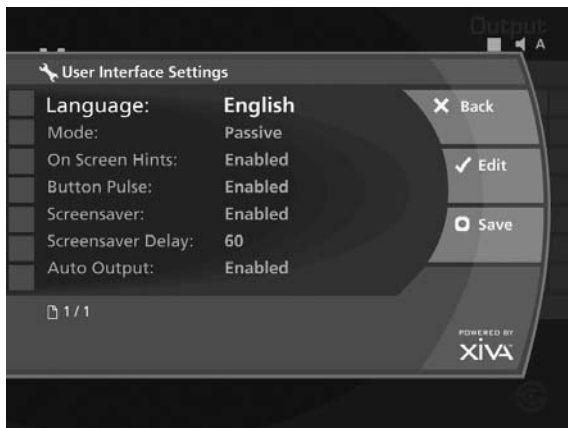 Output
A
User Interface Settings
Language: English
Mode: Passive
On Screen Hints: Enabled
Button Pulse: Enabled
Screensaver: Enabled
Screensaver Delay: 60
Auto Output: Enabled
Back
Edit
Save
1 / 1
POWERED BY
XiVA